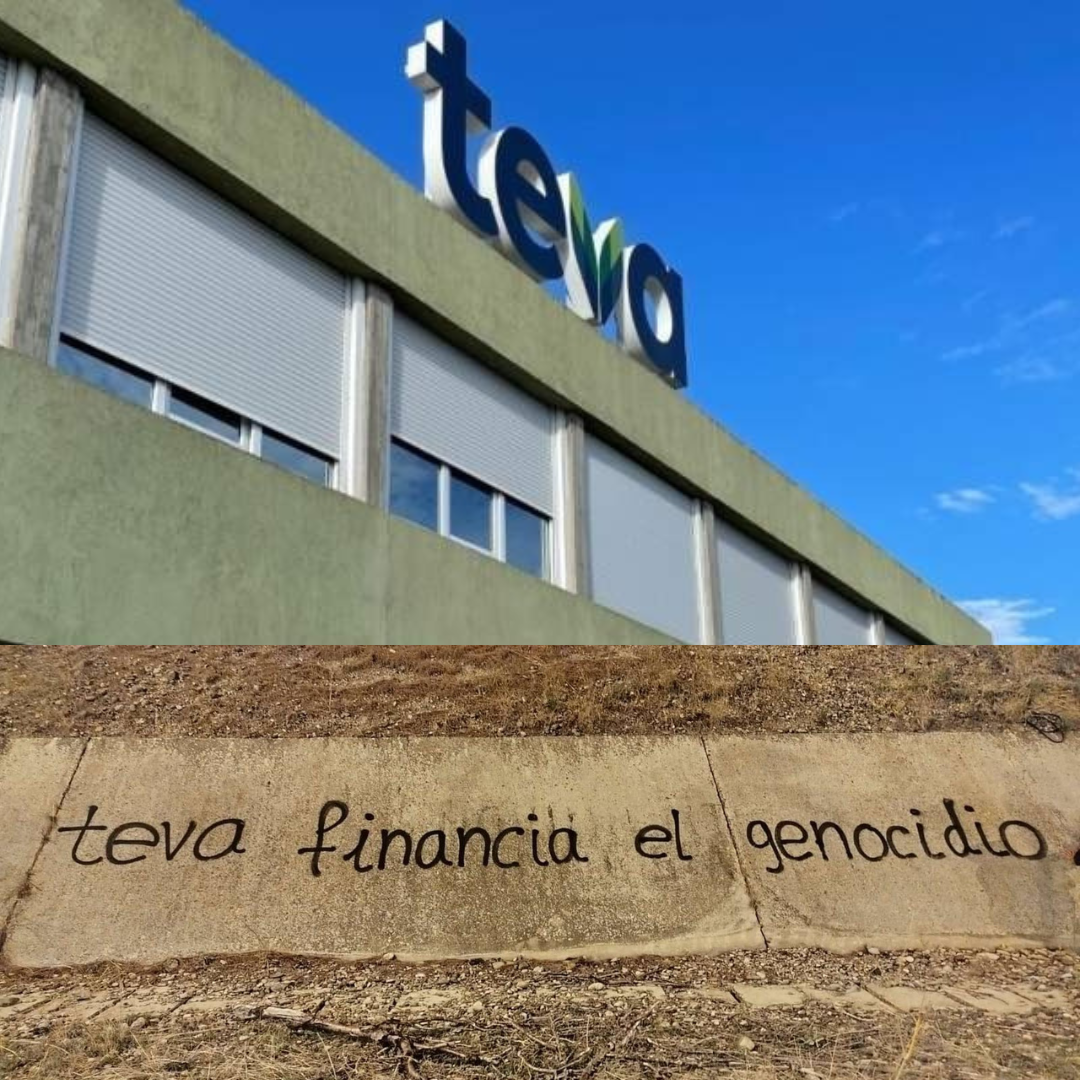 teva
teva financia el genocidio